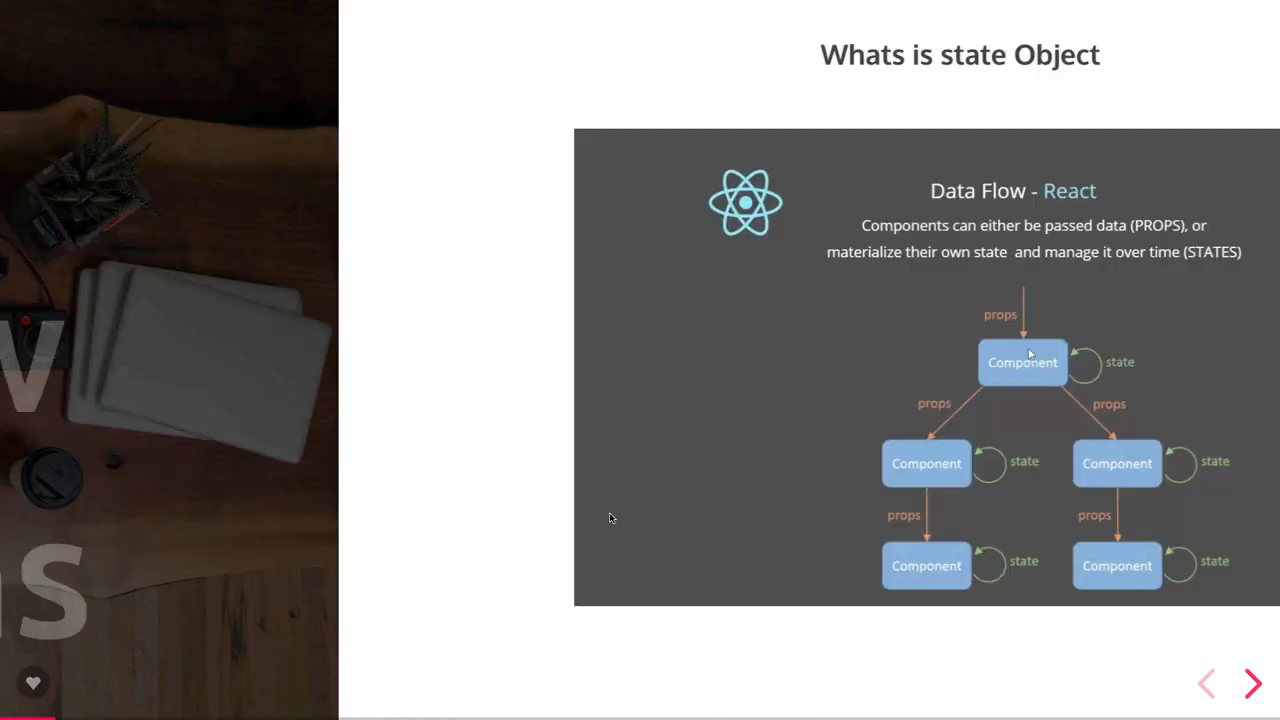 Whats is state Object
Data Flow - React
Components can either be passed data (PROPS), or
materialize their own state and manage it over time (STATES)
props
Component
state
props
props
Component
state
Component
state
props
props
Component
state
Component
state